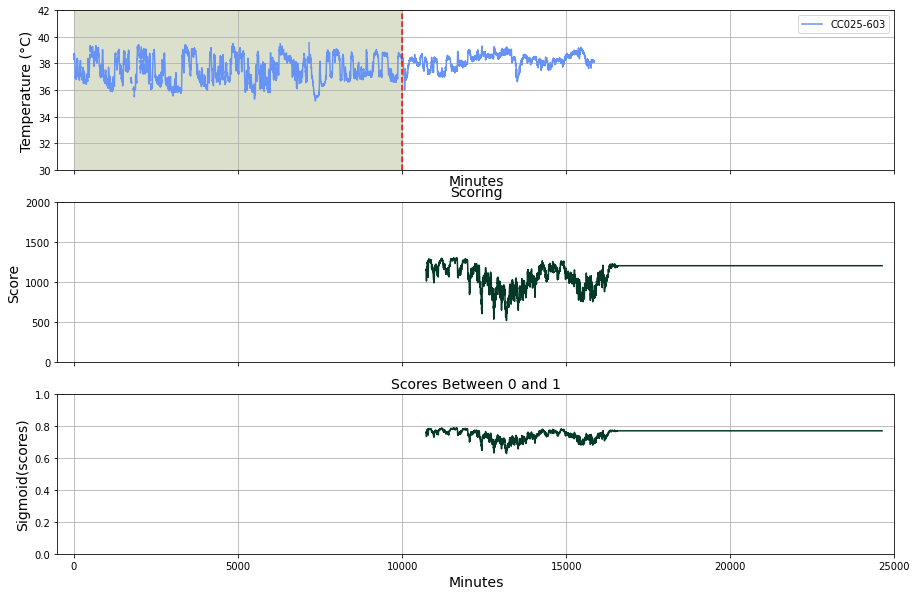 42
40
38
36
34
32
30
Temperature (°C)
CC025-603
Minutes
Scoring
2000
1500
1000
500
0
Score
Scores Between 0 and 1
1.0
0.8
0.6
0.4
0.2
0.0
Sigmoid(scores)
0 5000 10000 15000 20000 25000
Minutes